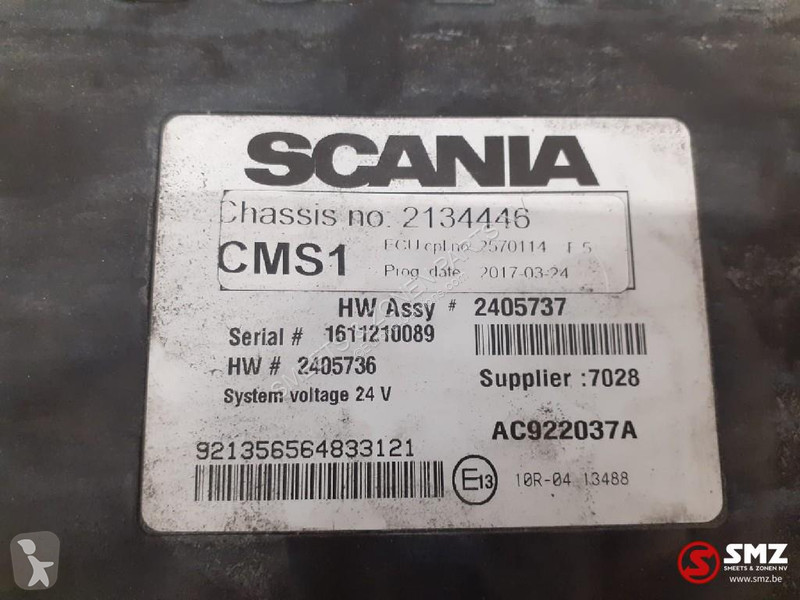 SCANIA
Chassis no: 2134446
CMS1
ECU cpl.no. 2570114 E 5
Prog. date 2017-03-24
HW Assy # 2405737
Serial # 1611210089
HW # 2405736
Supplier :7028
System voltage 24 V
AC922037A
921356564833121
E13
10R-04 13488
SMZ
SMEETS & ZONEN NV
www.smz.be